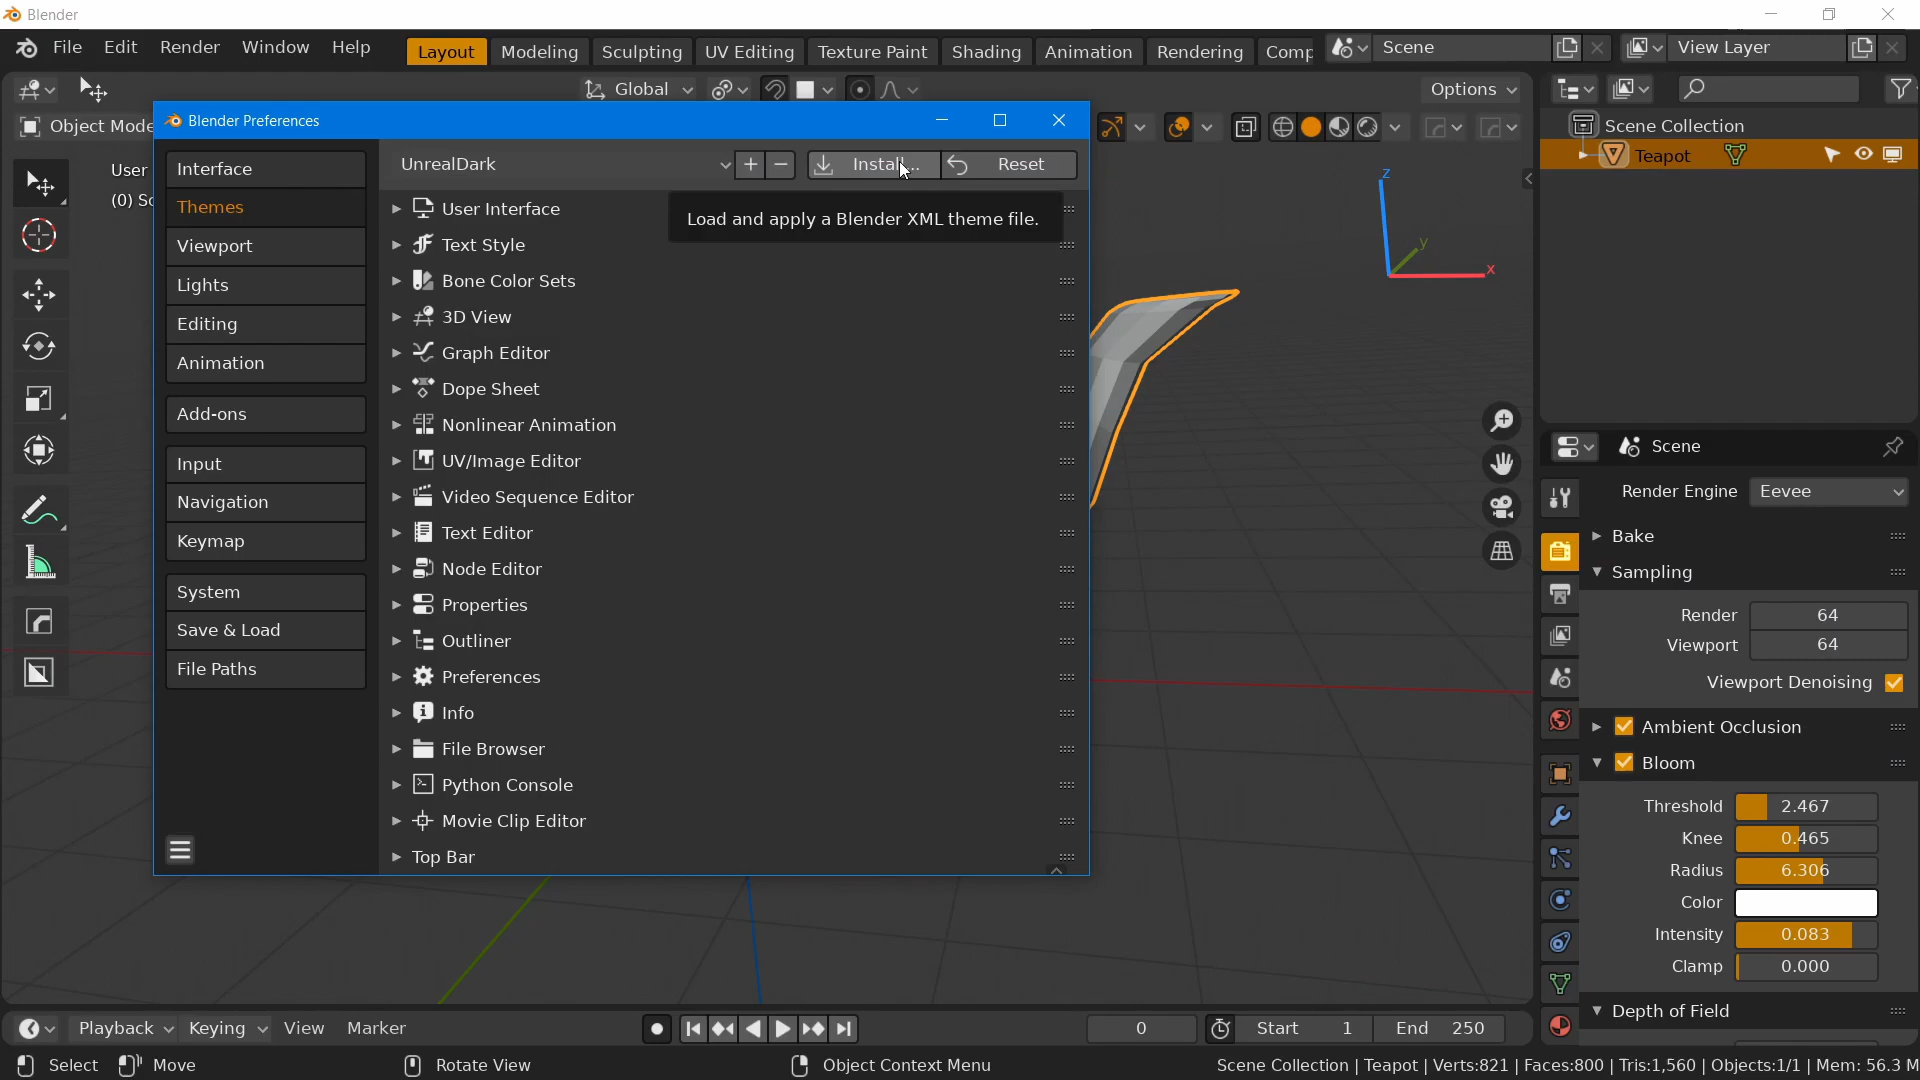 Blender
File Edit Render Window Help Layout Modeling Sculpting UV Editing Texture Paint Shading Animation Rendering Comp Scene View Layer
Global Options
Blender Preferences
Object Mode
User
(0) Sc
UnrealDark Install... Reset
Load and apply a Blender XML theme file.
Interface
Themes
Viewport
Lights
Editing
Animation
Add-ons
Input
Navigation
Keymap
System
Save & Load
File Paths
User Interface
Text Style
Bone Color Sets
3D View
Graph Editor
Dope Sheet
Nonlinear Animation
UV/Image Editor
Video Sequence Editor
Text Editor
Node Editor
Properties
Outliner
Preferences
Info
File Browser
Python Console
Movie Clip Editor
Top Bar
Z
y
X
Scene Collection
Teapot
Scene
Render Engine Eevee
Bake
Sampling
Render 64
Viewport 64
Viewport Denoising
Ambient Occlusion
Bloom
Threshold 2.467
Knee 0.465
Radius 6.306
Color
Intensity 0.083
Clamp 0.000
Depth of Field
Playback Keying View Marker 0 Start 1 End 250
Select Move Rotate View Object Context Menu Scene Collection | Teapot | Verts:821 | Faces:800 | Tris:1,560 | Objects:1/1 | Mem: 56.3 M